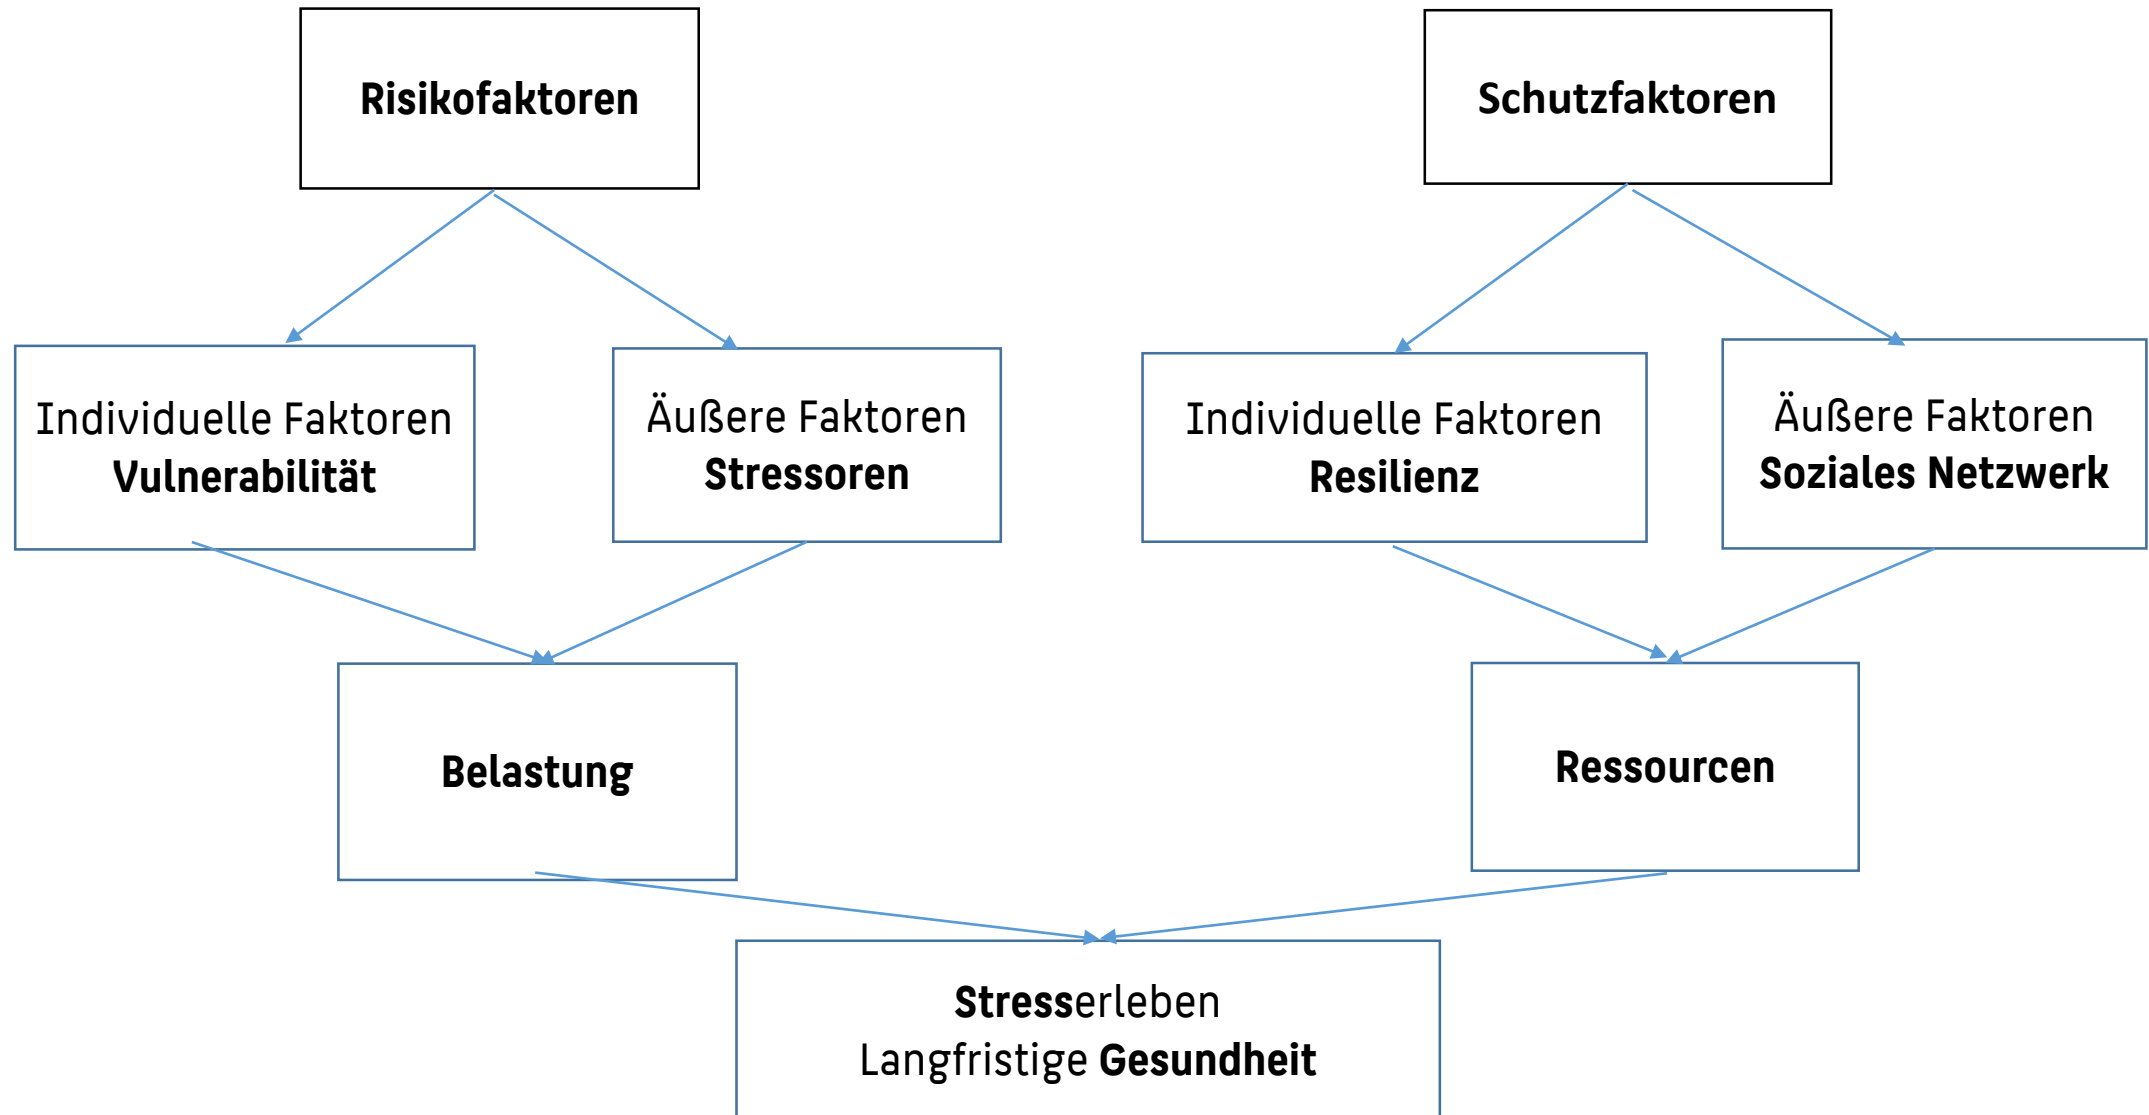 Risikofaktoren
Schutzfaktoren
Individuelle Faktoren
Vulnerabilität
Äußere Faktoren
Stressoren
Individuelle Faktoren
Resilienz
Äußere Faktoren
Soziales Netzwerk
Belastung
Ressourcen
Stresserleben
Langfristige Gesundheit